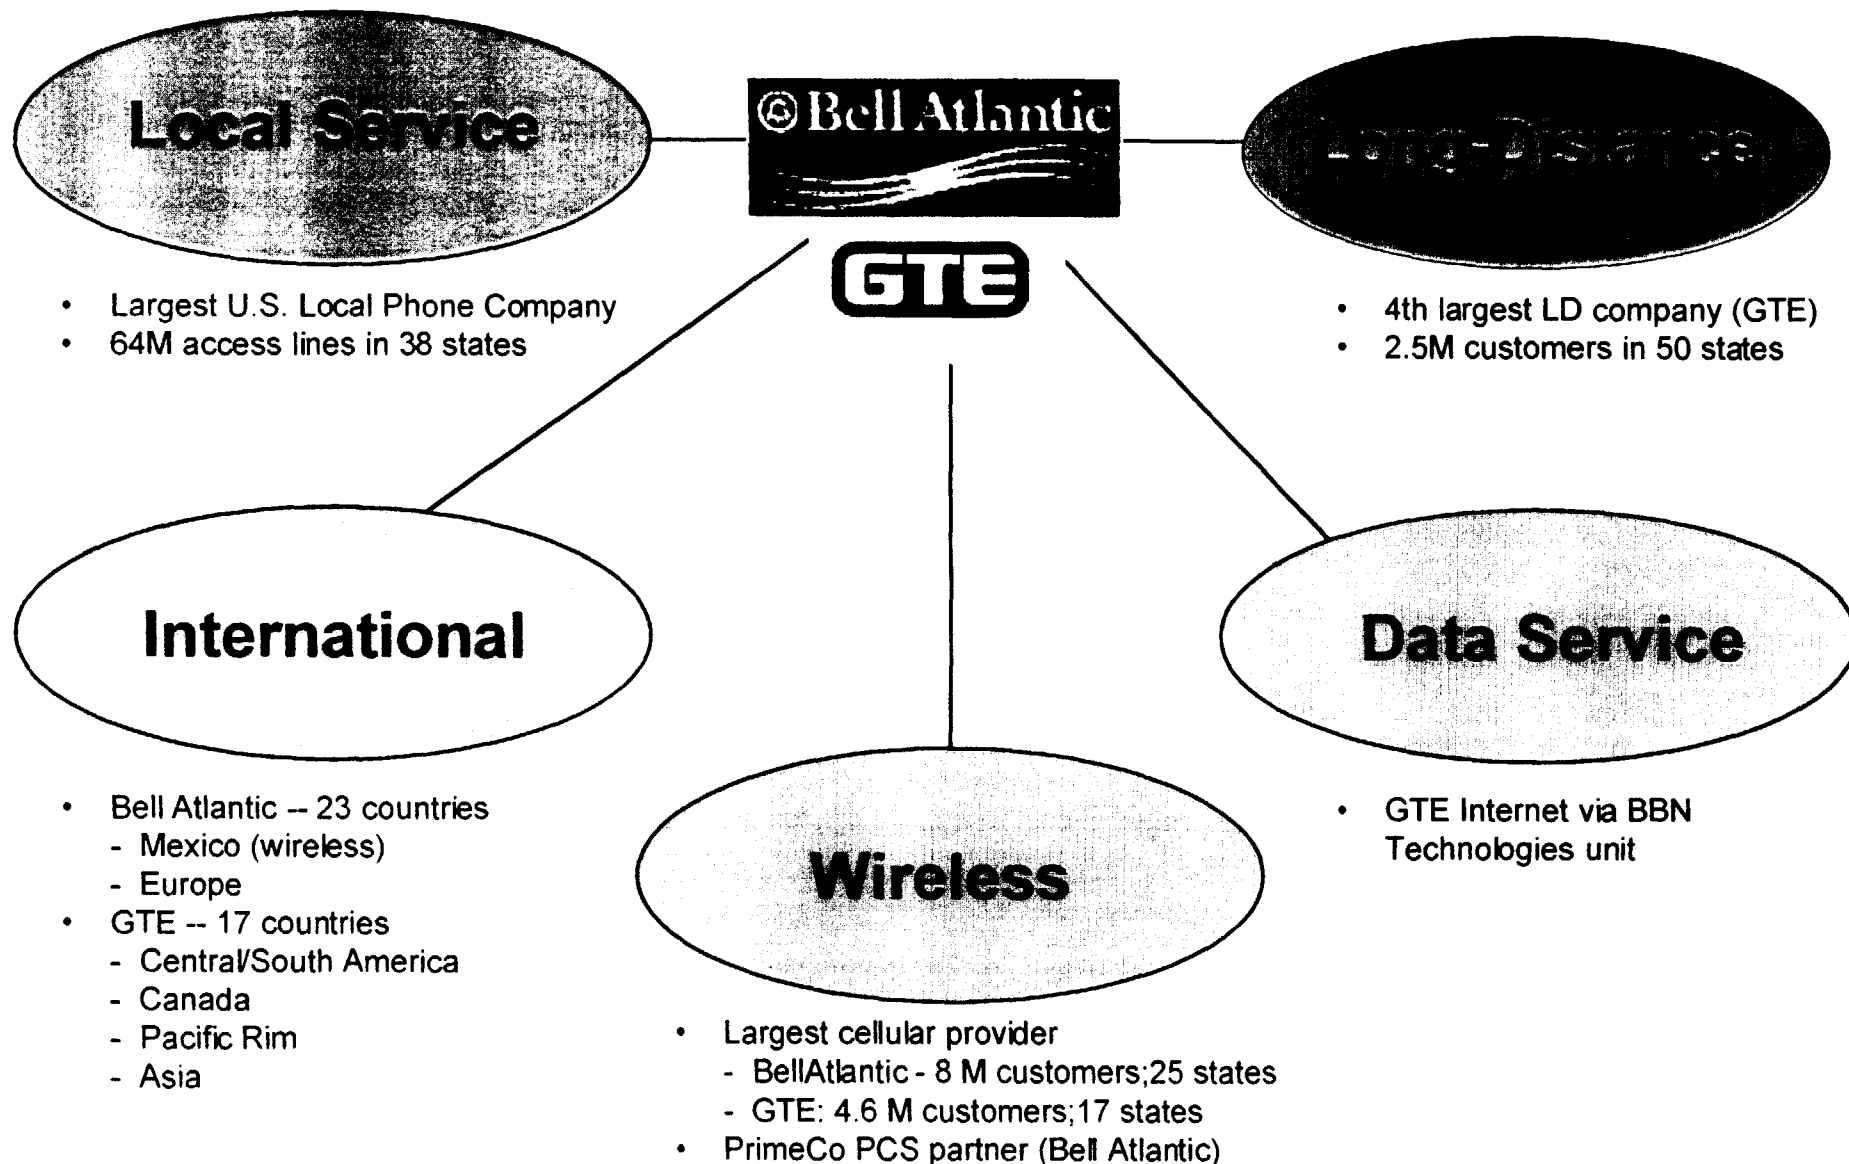 Local Service
Bell Atlantic
Long-Distance
GTE
• Largest U.S. Local Phone Company
• 64M access lines in 38 states
• 4th largest LD company (GTE)
• 2.5M customers in 50 states
International
Data Service
• Bell Atlantic -- 23 countries
- Mexico (wireless)
- Europe
• GTE -- 17 countries
- Central/South America
- Canada
- Pacific Rim
- Asia
• GTE Internet via BBN
Technologies unit
Wireless
• Largest cellular provider
- BellAtlantic - 8 M customers;25 states
- GTE: 4.6 M customers;17 states
• PrimeCo PCS partner (Bell Atlantic)